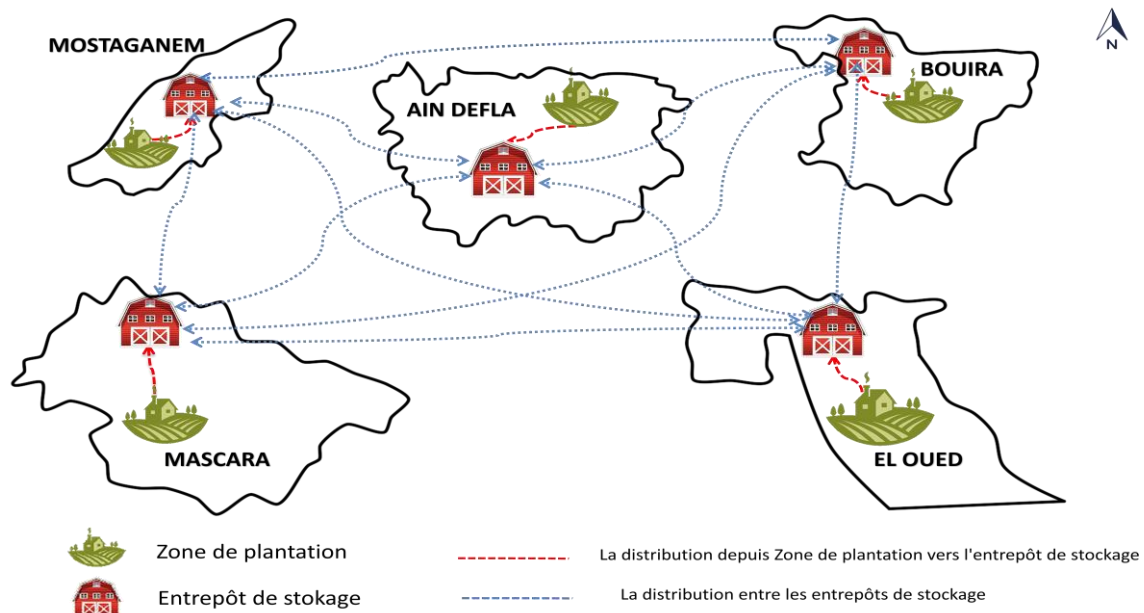 N
MOSTAGANEM
BOUIRA
AIN DEFLA
MASCARA
EL OUED
Zone de plantation
La distribution depuis Zone de plantation vers l'entrepôt de stockage
Entrepôt de stokage
La distribution entre les entrepôts de stockage